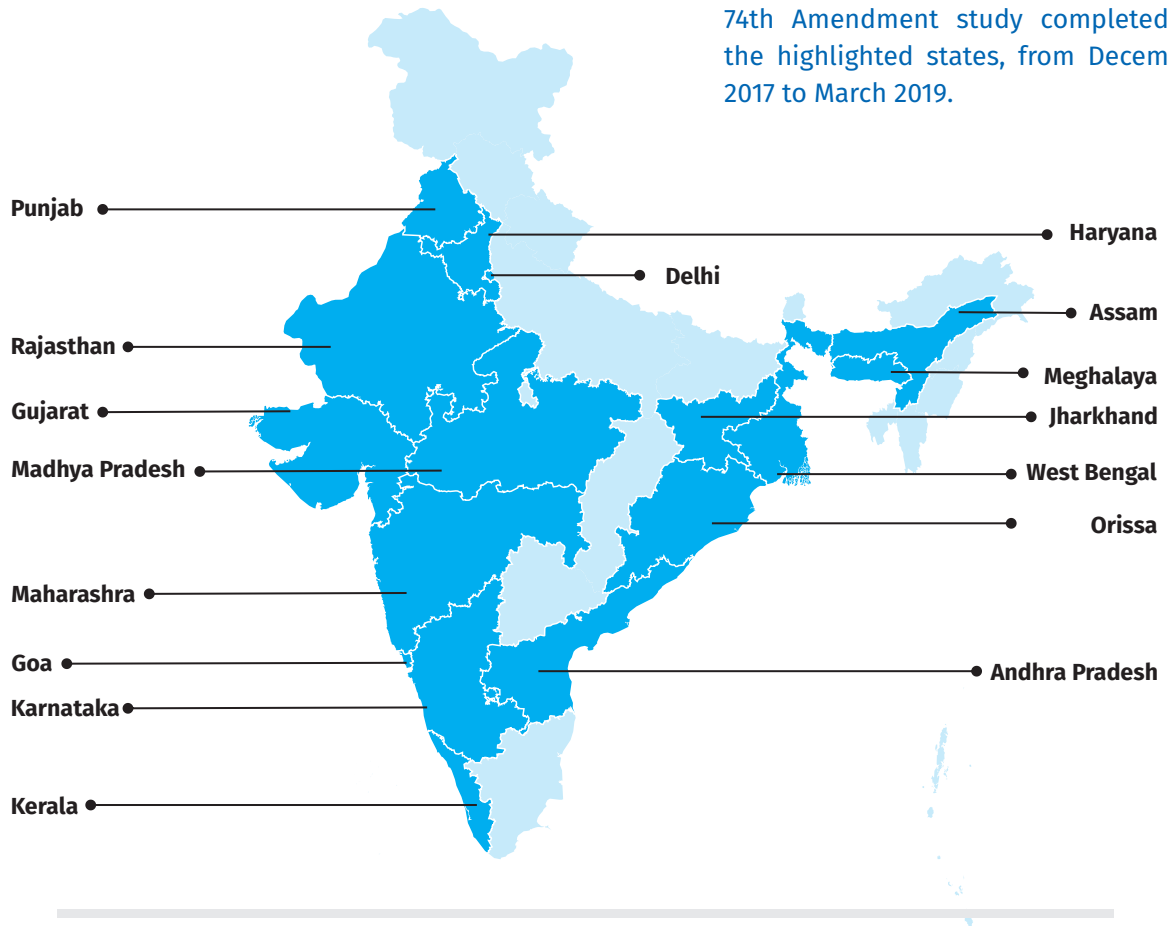 74th Amendment study completed
the highlighted states, from Decem
2017 to March 2019.
Punjab
Haryana
Delhi
Assam
Rajasthan
Meghalaya
Gujarat
Jharkhand
Madhya Pradesh
West Bengal
Orissa
Maharashra
Goa
Andhra Pradesh
Karnataka
Kerala